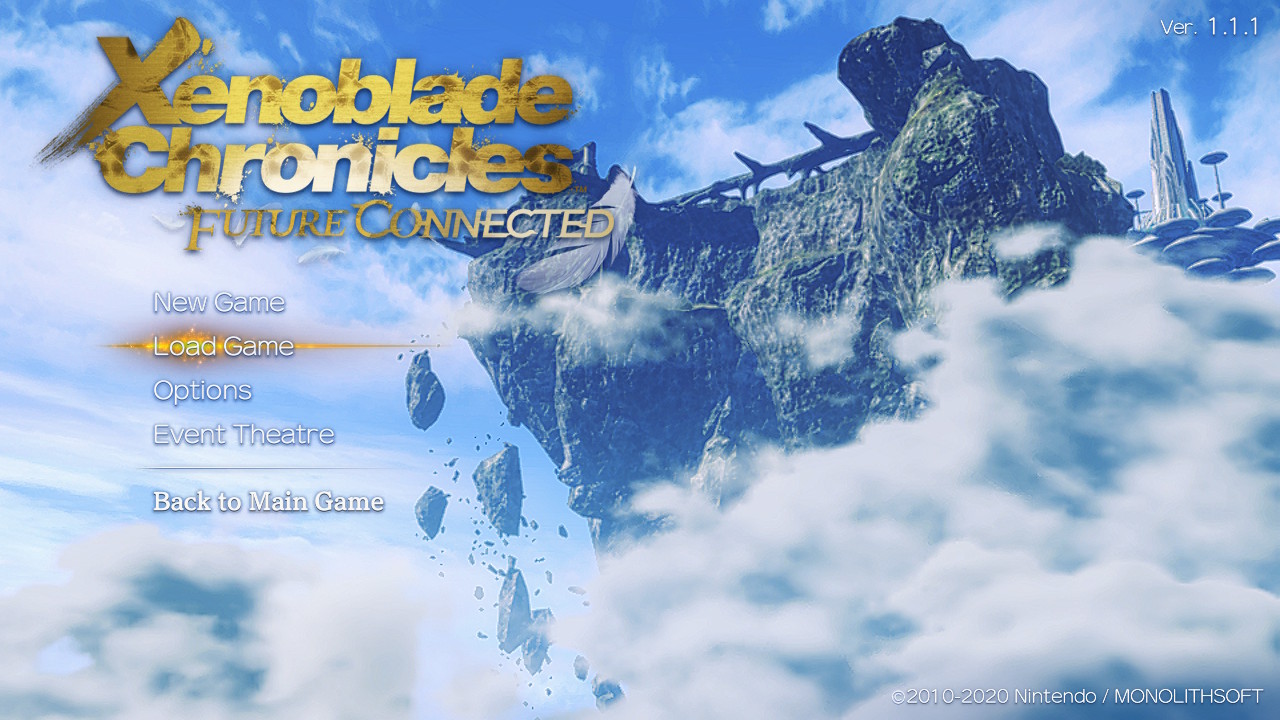 Ver. 1.1.1
Xenoblade
Chronicles™
FUTURE CONNECTED
New Game
Load Game
Options
Event Theatre
Back to Main Game
©2010-2020 Nintendo / MONOLITHSOFT